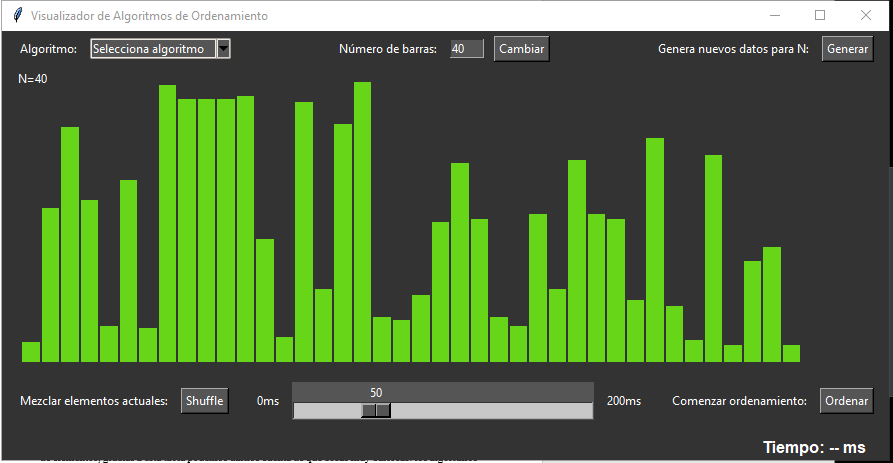 Visualizador de Algoritmos de Ordenamiento
Algoritmo: Selecciona algoritmo Número de barras: 40 Cambiar Genera nuevos datos para N: Generar
N=40
50
Mezclar elementos actuales: Shuffle 0ms 200ms Comenzar ordenamiento: Ordenar
Tiempo: -- ms